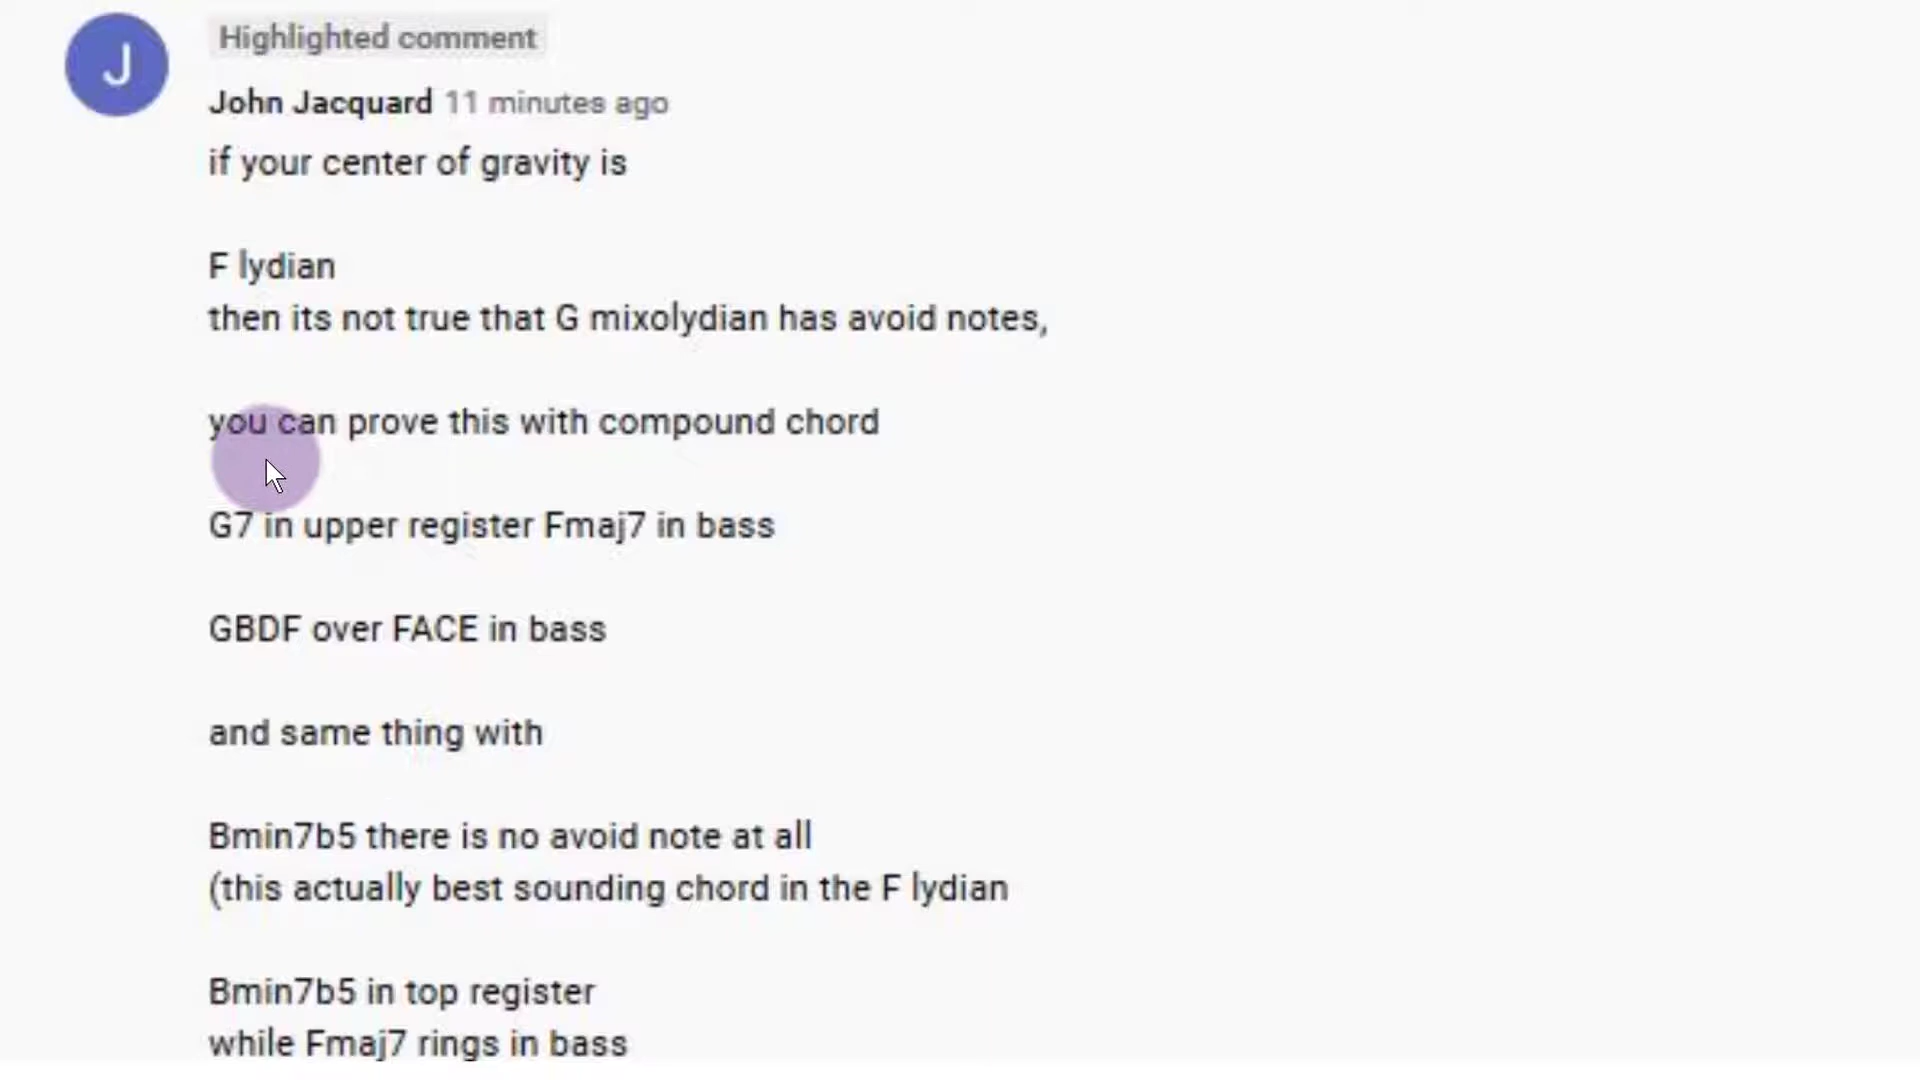 J
Highlighted comment
John Jacquard 11 minutes ago
if your center of gravity is
F lydian
then its not true that G mixolydian has avoid notes,
you can prove this with compound chord
G7 in upper register Fmaj7 in bass
GBDF over FACE in bass
and same thing with
Bmin7b5 there is no avoid note at all
(this actually best sounding chord in the F lydian
Bmin7b5 in top register
while Fmaj7 rings in bass